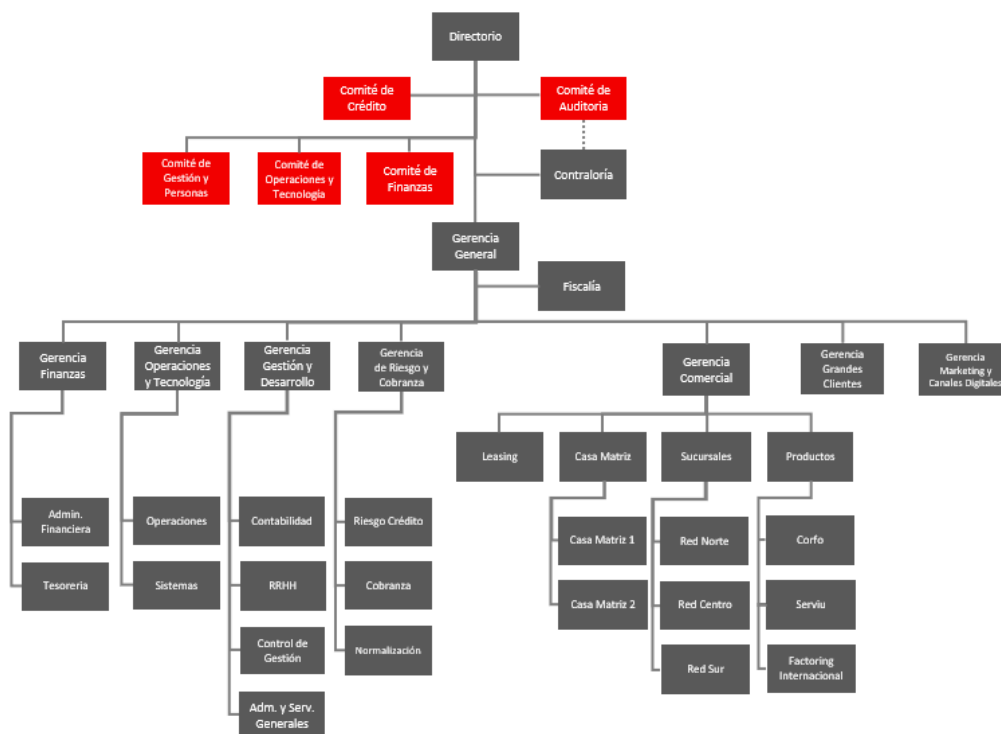 Directorio
Comité de
Crédito
Comité de
Auditoria
Comité de
Gestión y
Personas
Comité de
Operaciones y
Tecnología
Comité de
Finanzas
Contraloría
Gerencia
General
Fiscalía
Gerencia
Finanzas
Gerencia
Operaciones
y Tecnología
Gerencia
Gestión y
Desarrollo
Gerencia
de Riesgo y
Cobranza
Gerencia
Comercial
Gerencia
Grandes
Clientes
Gerencia
Marketing y
Canales Digitales
Leasing
Casa Matriz
Sucursales
Productos
Admin.
Financiera
Operaciones
Contabilidad
Riesgo Crédito
Casa Matriz 1
Red Norte
Corfo
Tesoreria
Sistemas
RRHH
Cobranza
Casa Matriz 2
Red Centro
Serviu
Control de
Gestión
Normalización
Red Sur
Factoring
Internacional
Adm. y Serv.
Generales